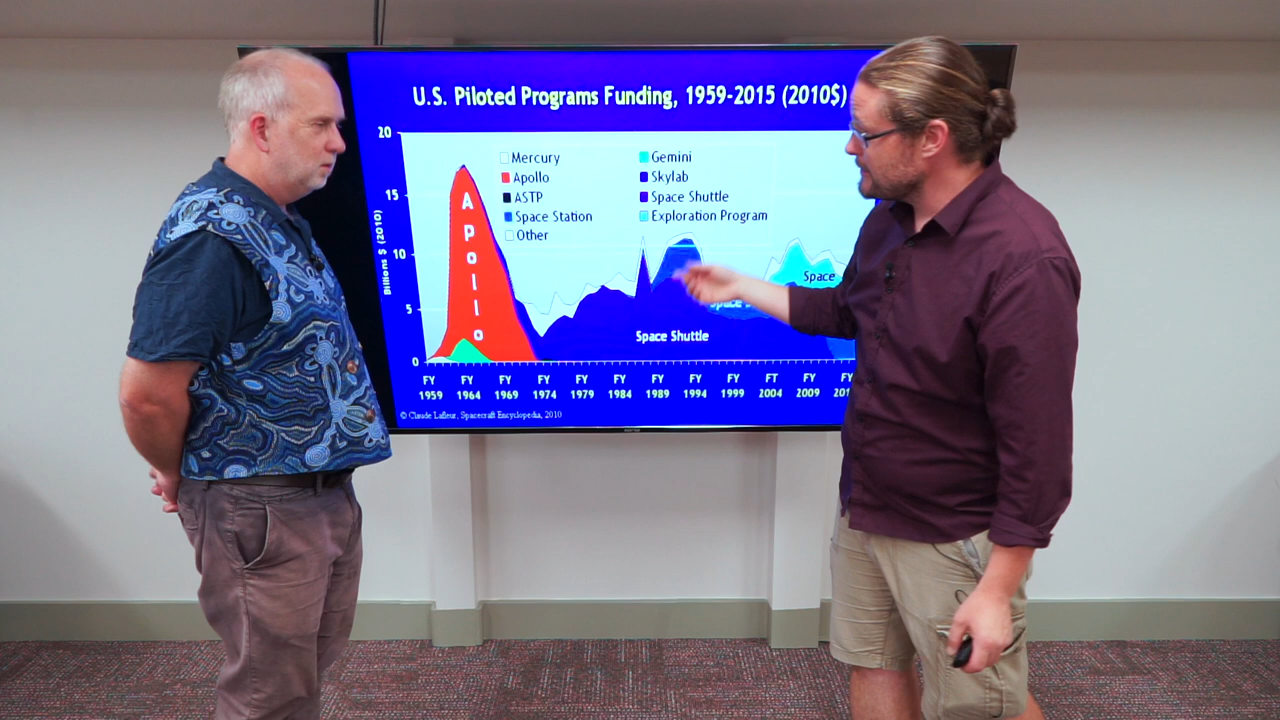 U.S. Piloted Programs Funding, 1959-2015 (2010$)
Billions $ (2010)
20
15
10
5
0
Mercury
Gemini
Apollo
Skylab
ASTP
Space Shuttle
Space Station
Exploration Program
Other
Apollo
Space
Space
Space Shuttle
FY 1959
FY 1964
FY 1969
FY 1974
FY 1979
FY 1984
FY 1989
FY 1994
FY 1999
FT 2004
FY 2009
FY
© Claude Lafleur, Spacecraft Encyclopedia, 2010